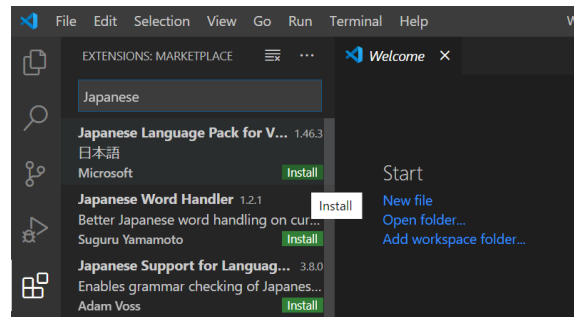 File Edit Selection View Go Run Terminal Help
EXTENSIONS: MARKETPLACE
Welcome
Japanese
Japanese Language Pack for V... 1.46.3
日本語
Microsoft Install
Japanese Word Handler 1.2.1
Better Japanese word handling on cur...
Suguru Yamamoto Install
Japanese Support for Languag... 3.8.0
Enables grammar checking of Japanes...
Adam Voss Install
Install
Start
New file
Open folder...
Add workspace folder...